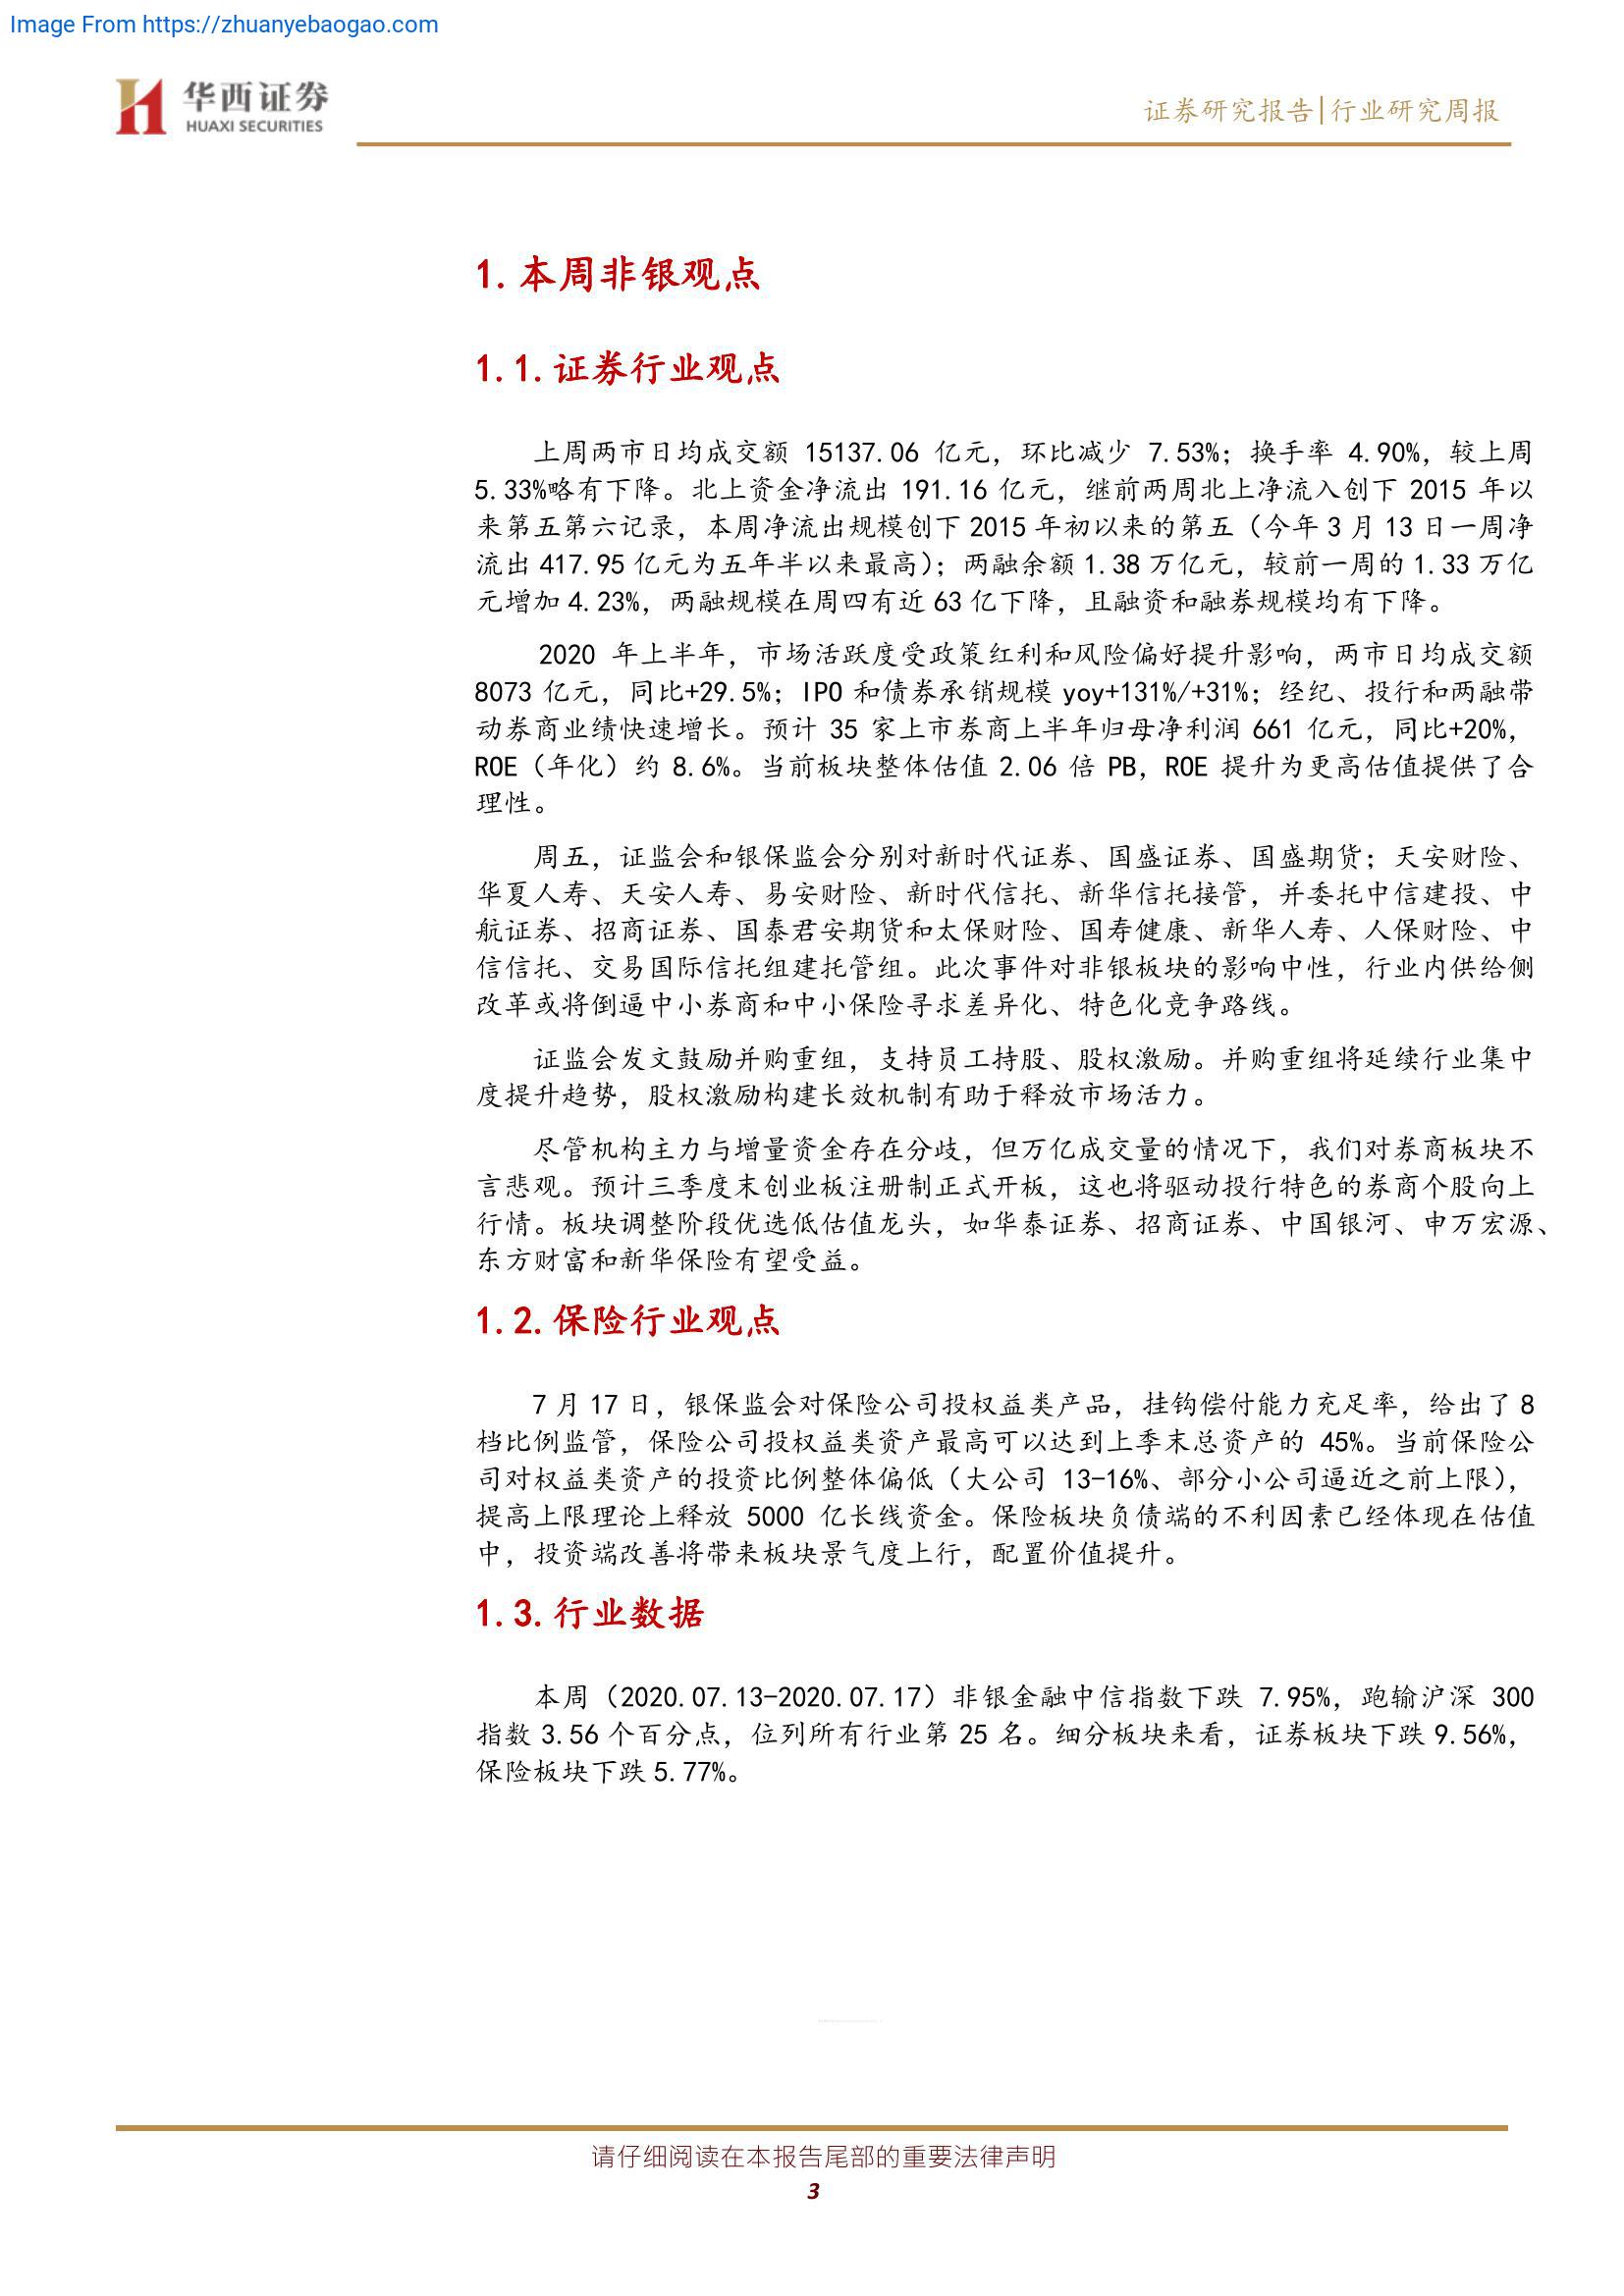 Image From https://zhuanyebaogao.com
华西证券
HUAXI SECURITIES
证券研究报告|行业研究周报
1.本周非银观点
1.1.证券行业观点
上周两市日均成交额 15137.06 亿元，环比减少 7.53%；换手率 4.90%，较上周
5.33%略有下降。北上资金净流出 191.16 亿元，继前两周北上净流入创下 2015 年以
来第五第六记录，本周净流出规模创下 2015 年初以来的第五（今年 3 月 13 日一周净
流出 417.95 亿元为五年半以来最高）；两融余额 1.38 万亿元，较前一周的 1.33 万亿
元增加 4.23%，两融规模在周四有近 63 亿下降，且融资和融券规模均有下降。
2020 年上半年，市场活跃度受政策红利和风险偏好提升影响，两市日均成交额
8073 亿元，同比+29.5%；IPO 和债券承销规模 yoy+131%/+31%；经纪、投行和两融带
动券商业绩快速增长。预计 35 家上市券商上半年归母净利润 661 亿元，同比+20%，
ROE（年化）约 8.6%。当前板块整体估值 2.06 倍 PB，ROE 提升为更高估值提供了合
理性。
周五，证监会和银保监会分别对新时代证券、国盛证券、国盛期货；天安财险、
华夏人寿、天安人寿、易安财险、新时代信托、新华信托接管，并委托中信建投、中
航证券、招商证券、国泰君安期货和太保财险、国寿健康、新华人寿、人保财险、中
信信托、交易国际信托组建托管组。此次事件对非银板块的影响中性，行业内供给侧
改革或将倒逼中小券商和中小保险寻求差异化、特色化竞争路线。
证监会发文鼓励并购重组，支持员工持股、股权激励。并购重组将延续行业集中
度提升趋势，股权激励构建长效机制有助于释放市场活力。
尽管机构主力与增量资金存在分歧，但万亿成交量的情况下，我们对券商板块不
言悲观。预计三季度末创业板注册制正式开板，这也将驱动投行特色的券商个股向上
行情。板块调整阶段优选低估值龙头，如华泰证券、招商证券、中国银河、申万宏源、
东方财富和新华保险有望受益。
1.2.保险行业观点
7 月 17 日，银保监会对保险公司投权益类产品，挂钩偿付能力充足率，给出了 8
档比例监管，保险公司投权益类资产最高可以达到上季末总资产的 45%。当前保险公
司对权益类资产的投资比例整体偏低（大公司 13-16%、部分小公司逼近之前上限），
提高上限理论上释放 5000 亿长线资金。保险板块负债端的不利因素已经体现在估值
中，投资端改善将带来板块景气度上行，配置价值提升。
1.3.行业数据
本周（2020.07.13-2020.07.17）非银金融中信指数下跌 7.95%，跑输沪深 300
指数 3.56 个百分点，位列所有行业第 25 名。细分板块来看，证券板块下跌 9.56%，
保险板块下跌 5.77%。
请仔细阅读在本报告尾部的重要法律声明
3